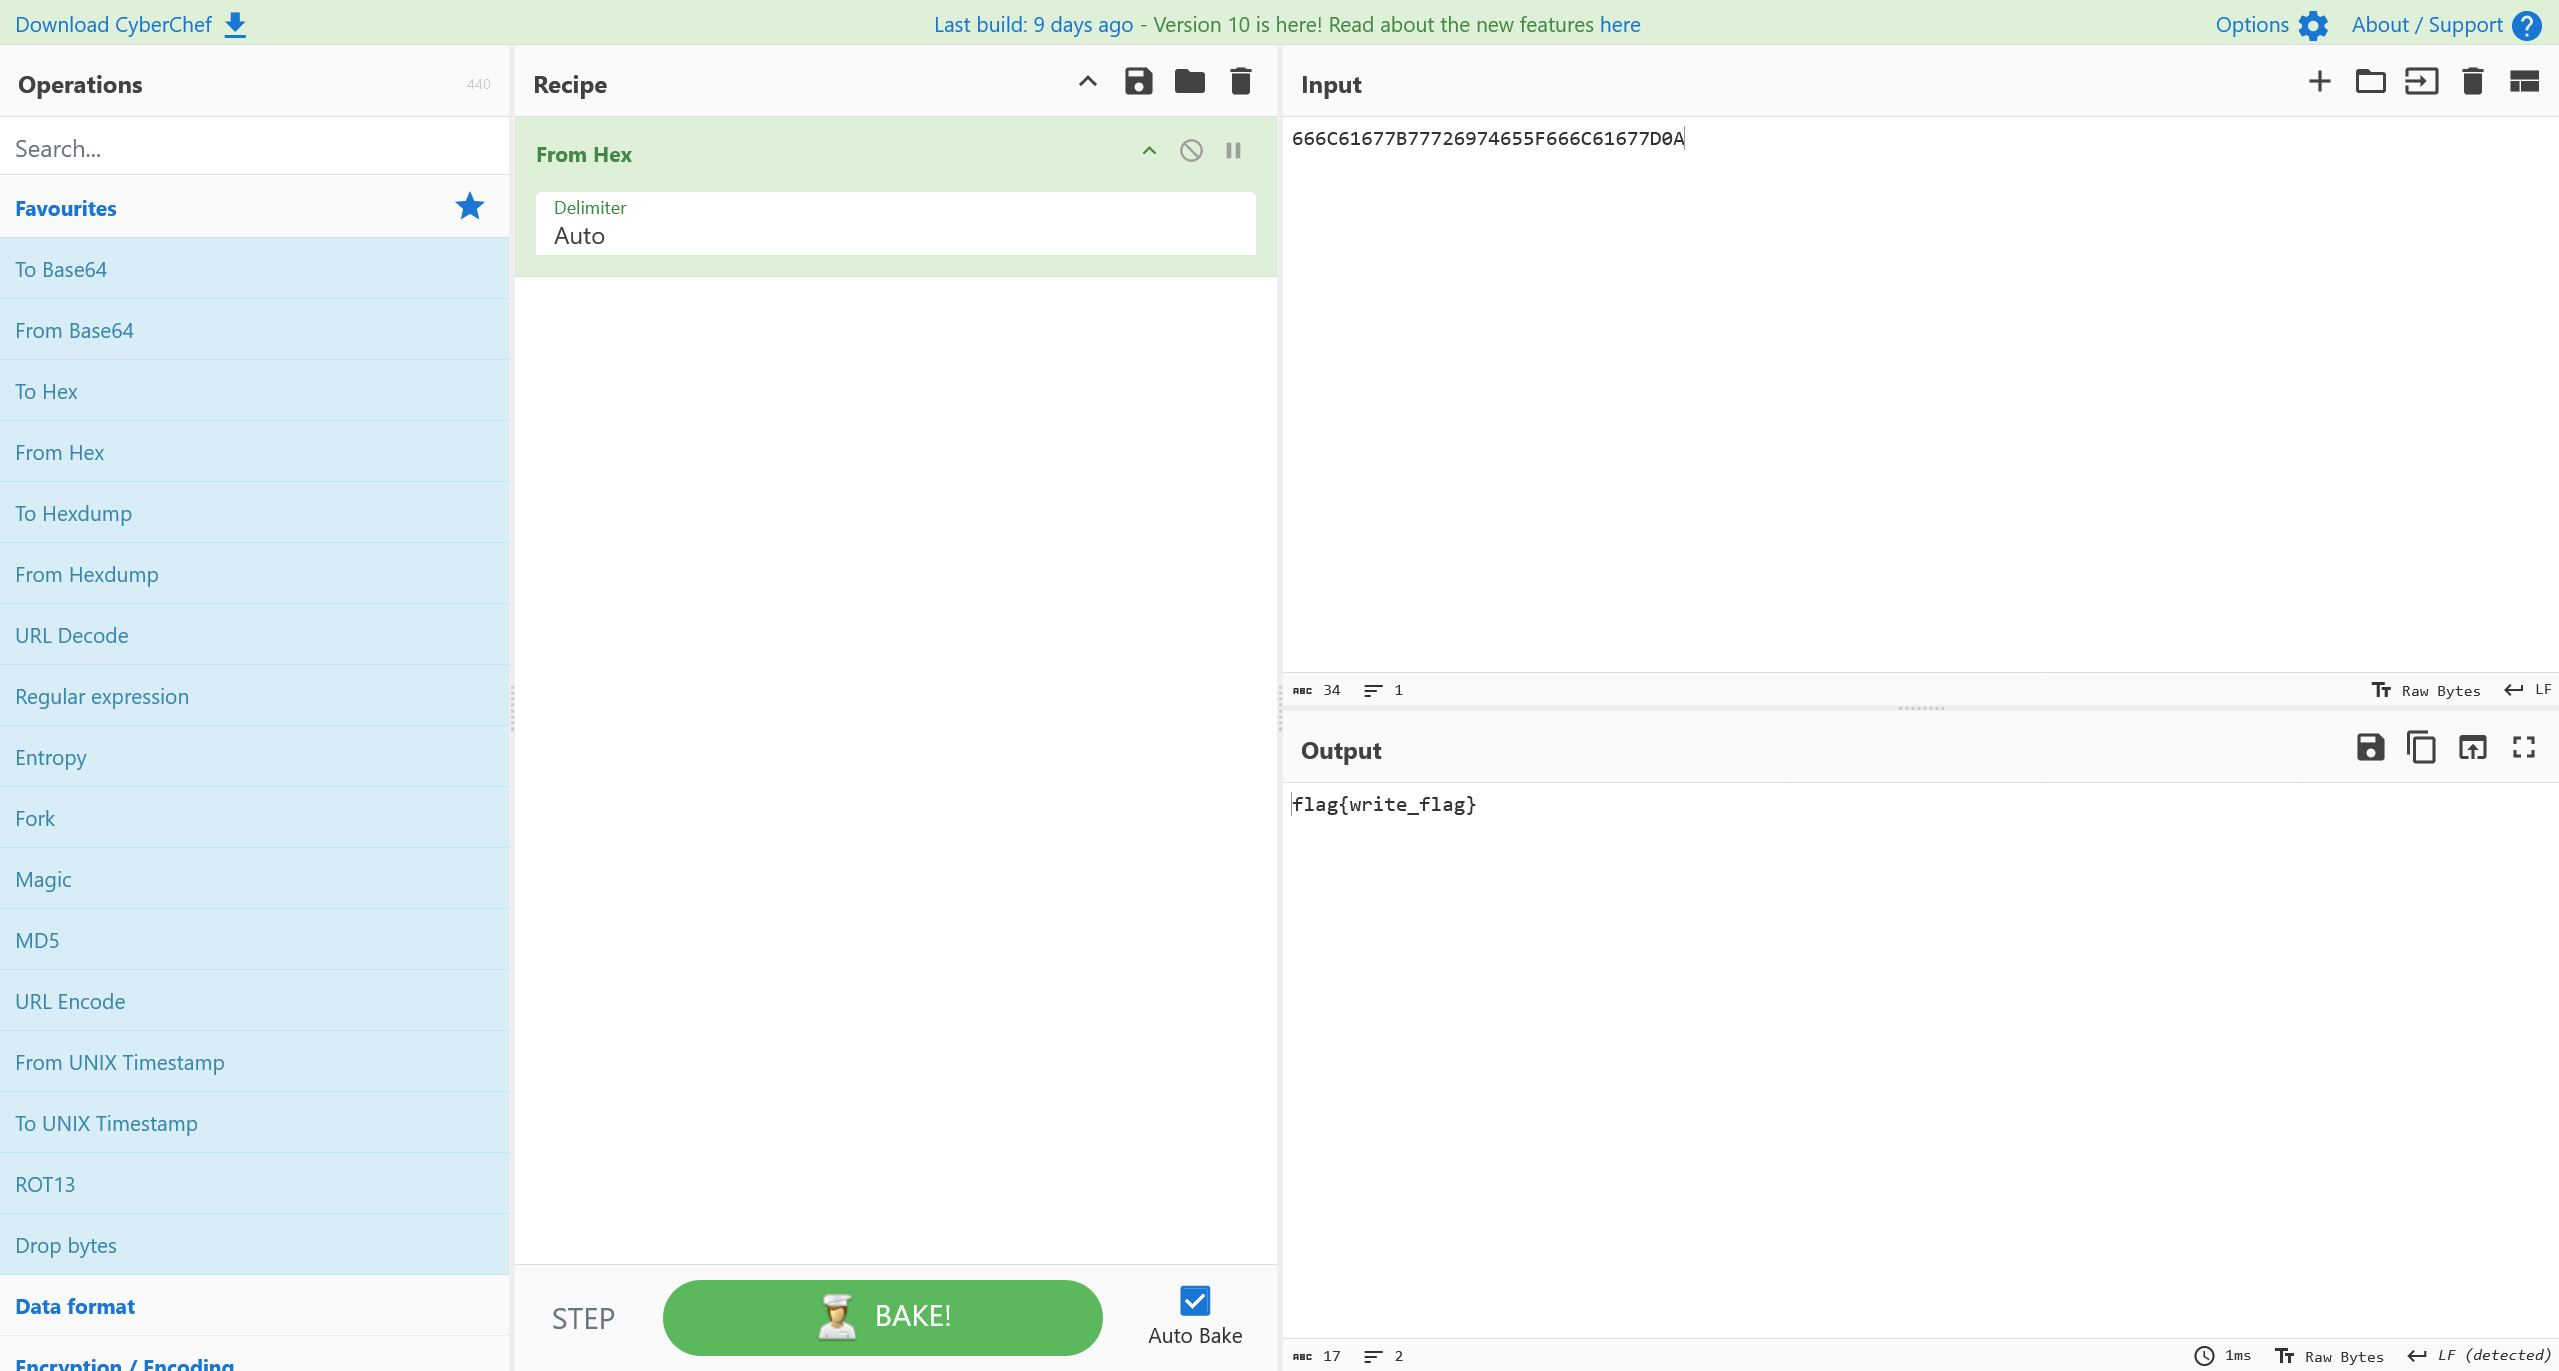 Download CyberChef
Last build: 9 days ago - Version 10 is here! Read about the new features here
Options
About / Support
Operations
440
Search...
Favourites
To Base64
From Base64
To Hex
From Hex
To Hexdump
From Hexdump
URL Decode
Regular expression
Entropy
Fork
Magic
MD5
URL Encode
From UNIX Timestamp
To UNIX Timestamp
ROT13
Drop bytes
Data format
Encryption / Encoding
Recipe
From Hex
Delimiter
Auto
STEP
BAKE!
Auto Bake
Input
666C61677B77726974655F666C61677D0A
ABC 34
1
Tт Raw Bytes
LF
Output
flag{write_flag}
ABC 17
2
1ms
Tт Raw Bytes
LF (detected)